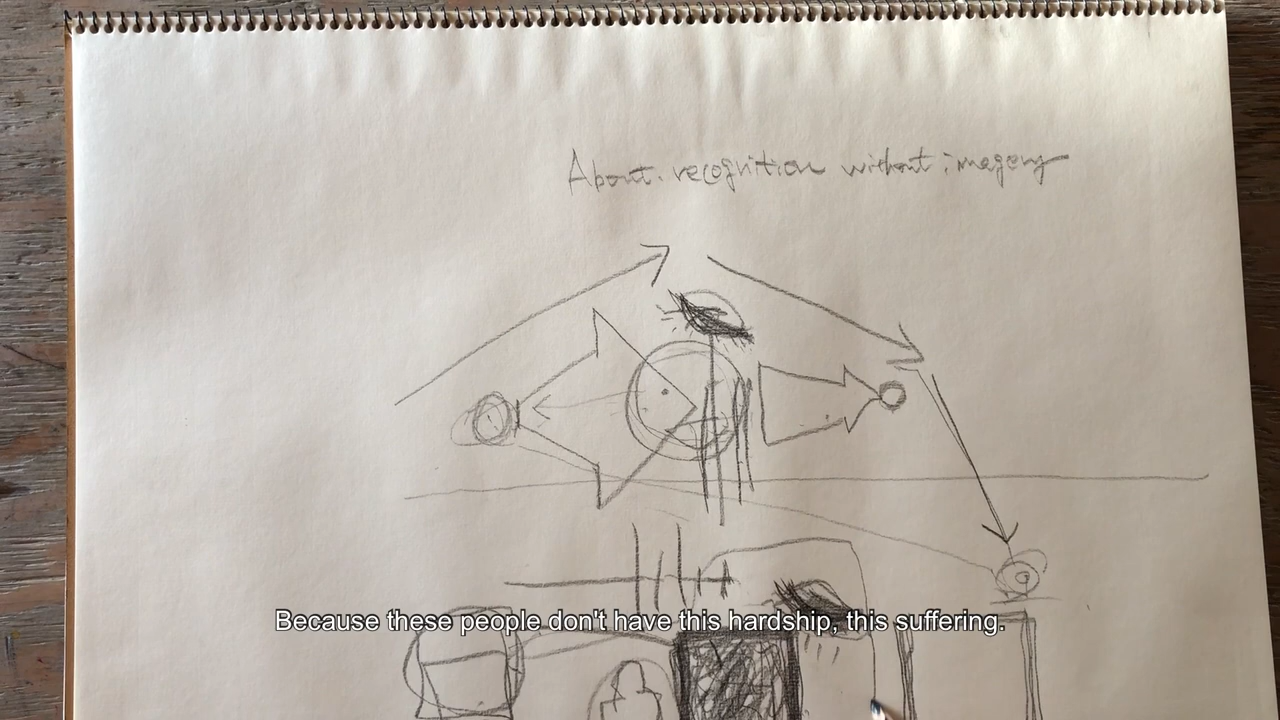 About. recognition without imagery
Because these people don't have this hardship, this suffering.